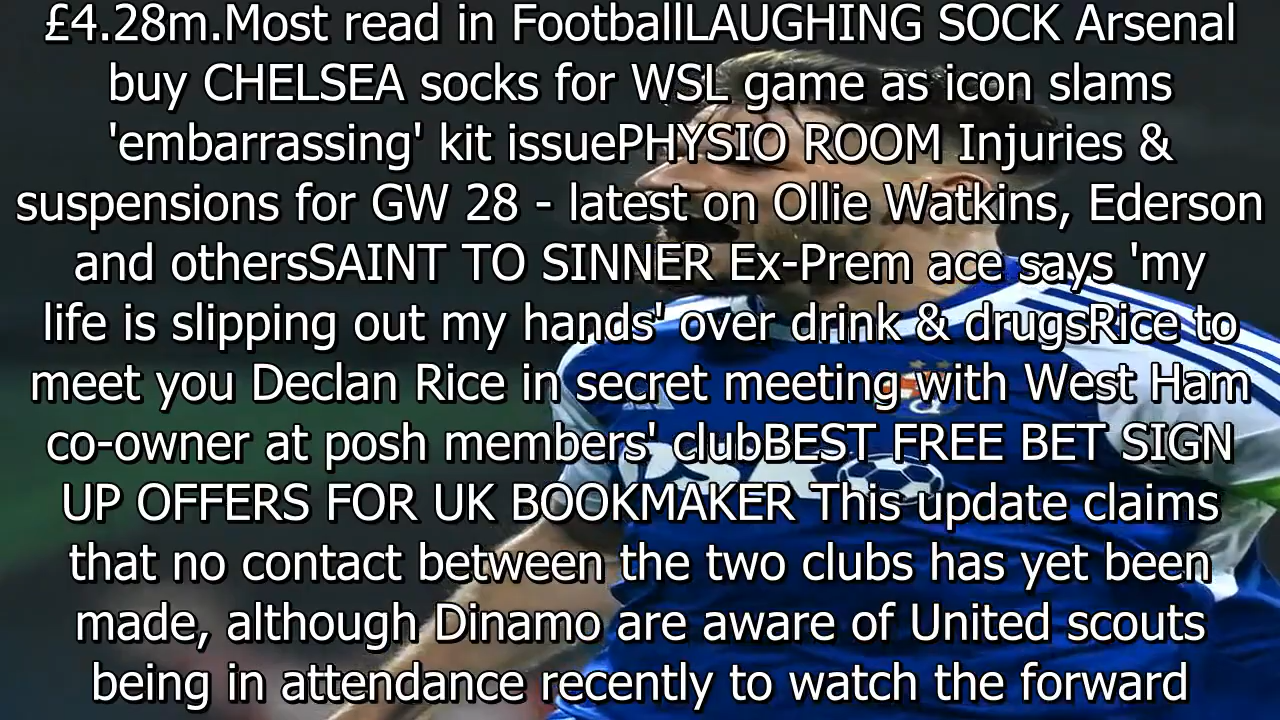 £4.28m.Most read in FootballLAUGHING SOCK Arsenal
buy CHELSEA socks for WSL game as icon slams
'embarrassing' kit issuePHYSIO ROOM Injuries &
suspensions for GW 28 - latest on Ollie Watkins, Ederson
and othersSAINT TO SINNER Ex-Prem ace says 'my
life is slipping out my hands' over drink & drugsRice to
meet you Declan Rice in secret meeting with West Ham
co-owner at posh members' clubBEST FREE BET SIGN
UP OFFERS FOR UK BOOKMAKER This update claims
that no contact between the two clubs has yet been
made, although Dinamo are aware of United scouts
being in attendance recently to watch the forward